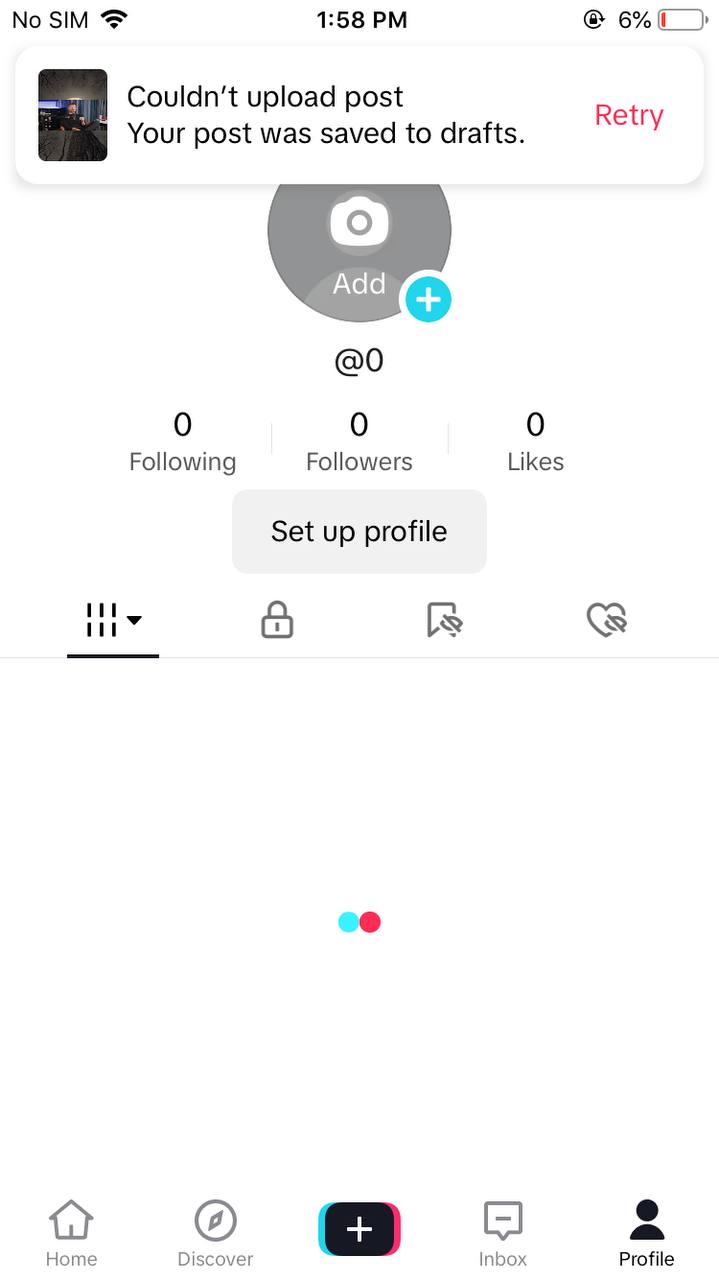 No SIM 1:58 PM 6%
Couldn’t upload post
Your post was saved to drafts.
Retry
Add
@0
0 0 0
Following Followers Likes
Set up profile
Home Discover Inbox Profile